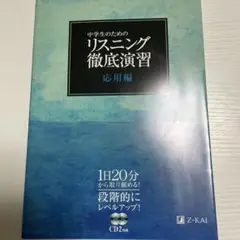 中学生のための
リスニング
徹底演習
応用編
1日20分
から取り組める!
段階的に
レベルアップ!
CD2枚付
Z-KAI